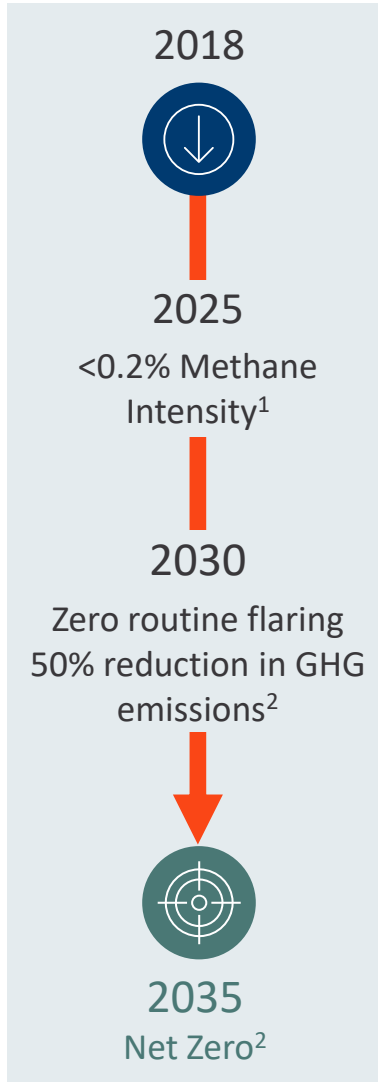 2018
2025
<0.2% Methane
Intensity¹
2030
Zero routine flaring
50% reduction in GHG
emissions²
2035
Net Zero²